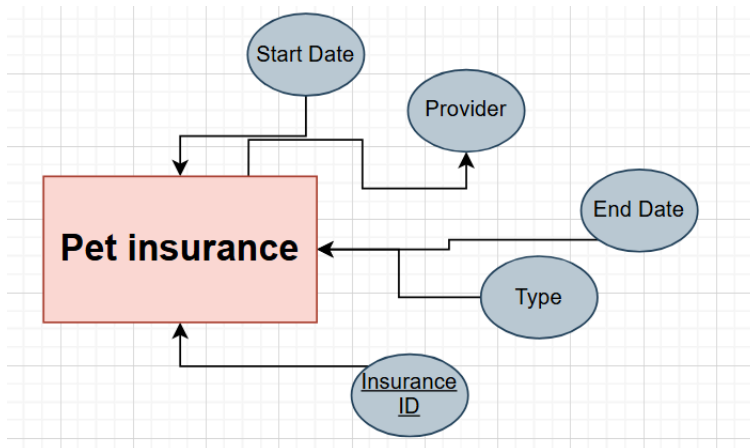 Start Date
Provider
End Date
Pet insurance
Type
Insurance
ID